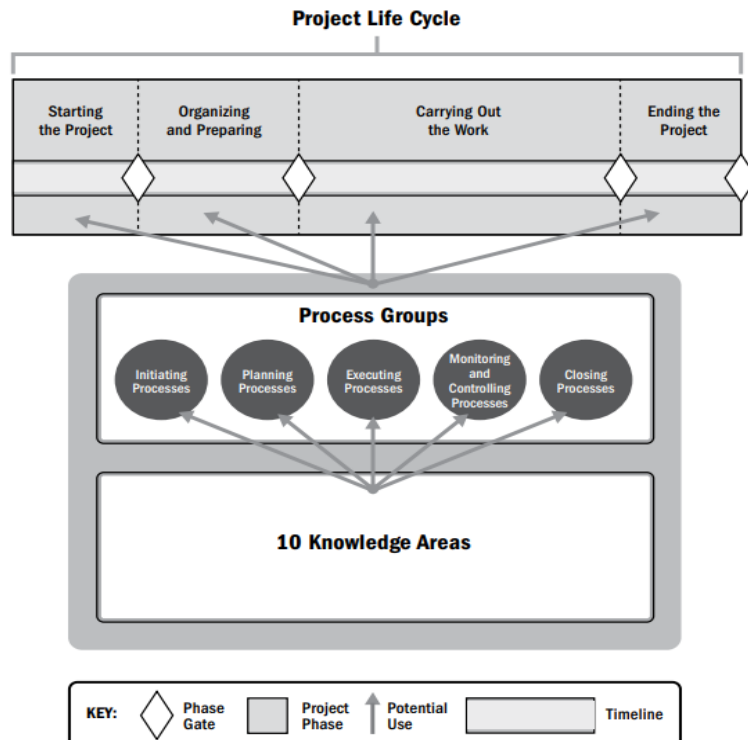 Project Life Cycle
Starting
the Project
Organizing
and Preparing
Carrying Out
the Work
Ending the
Project
Process Groups
Initiating
Processes
Planning
Processes
Executing
Processes
Monitoring
and
Controlling
Processes
Closing
Processes
10 Knowledge Areas
KEY:
Phase
Gate
Project
Phase
Potential
Use
Timeline